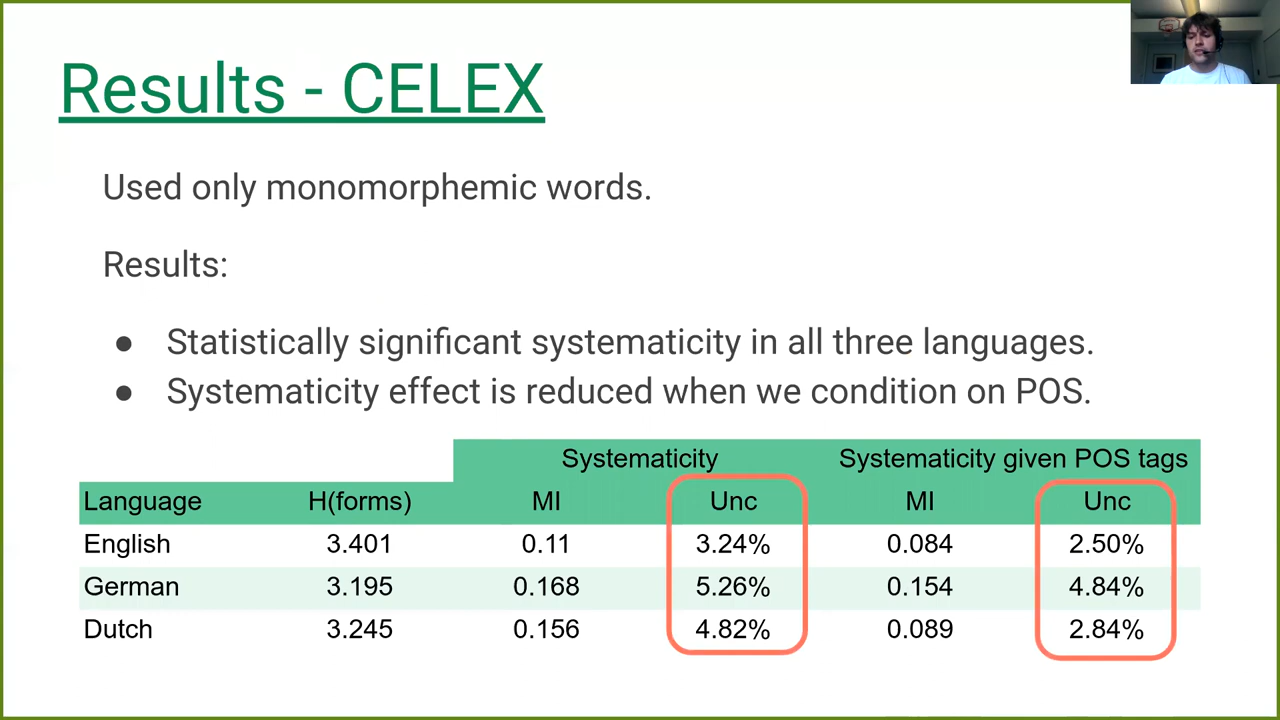 Results - CELEX
Used only monomorphemic words.
Results:
● Statistically significant systematicity in all three languages.
● Systematicity effect is reduced when we condition on POS.
Systematicity Systematicity given POS tags
Language H(forms) MI Unc MI Unc
English 3.401 0.11 3.24% 0.084 2.50%
German 3.195 0.168 5.26% 0.154 4.84%
Dutch 3.245 0.156 4.82% 0.089 2.84%